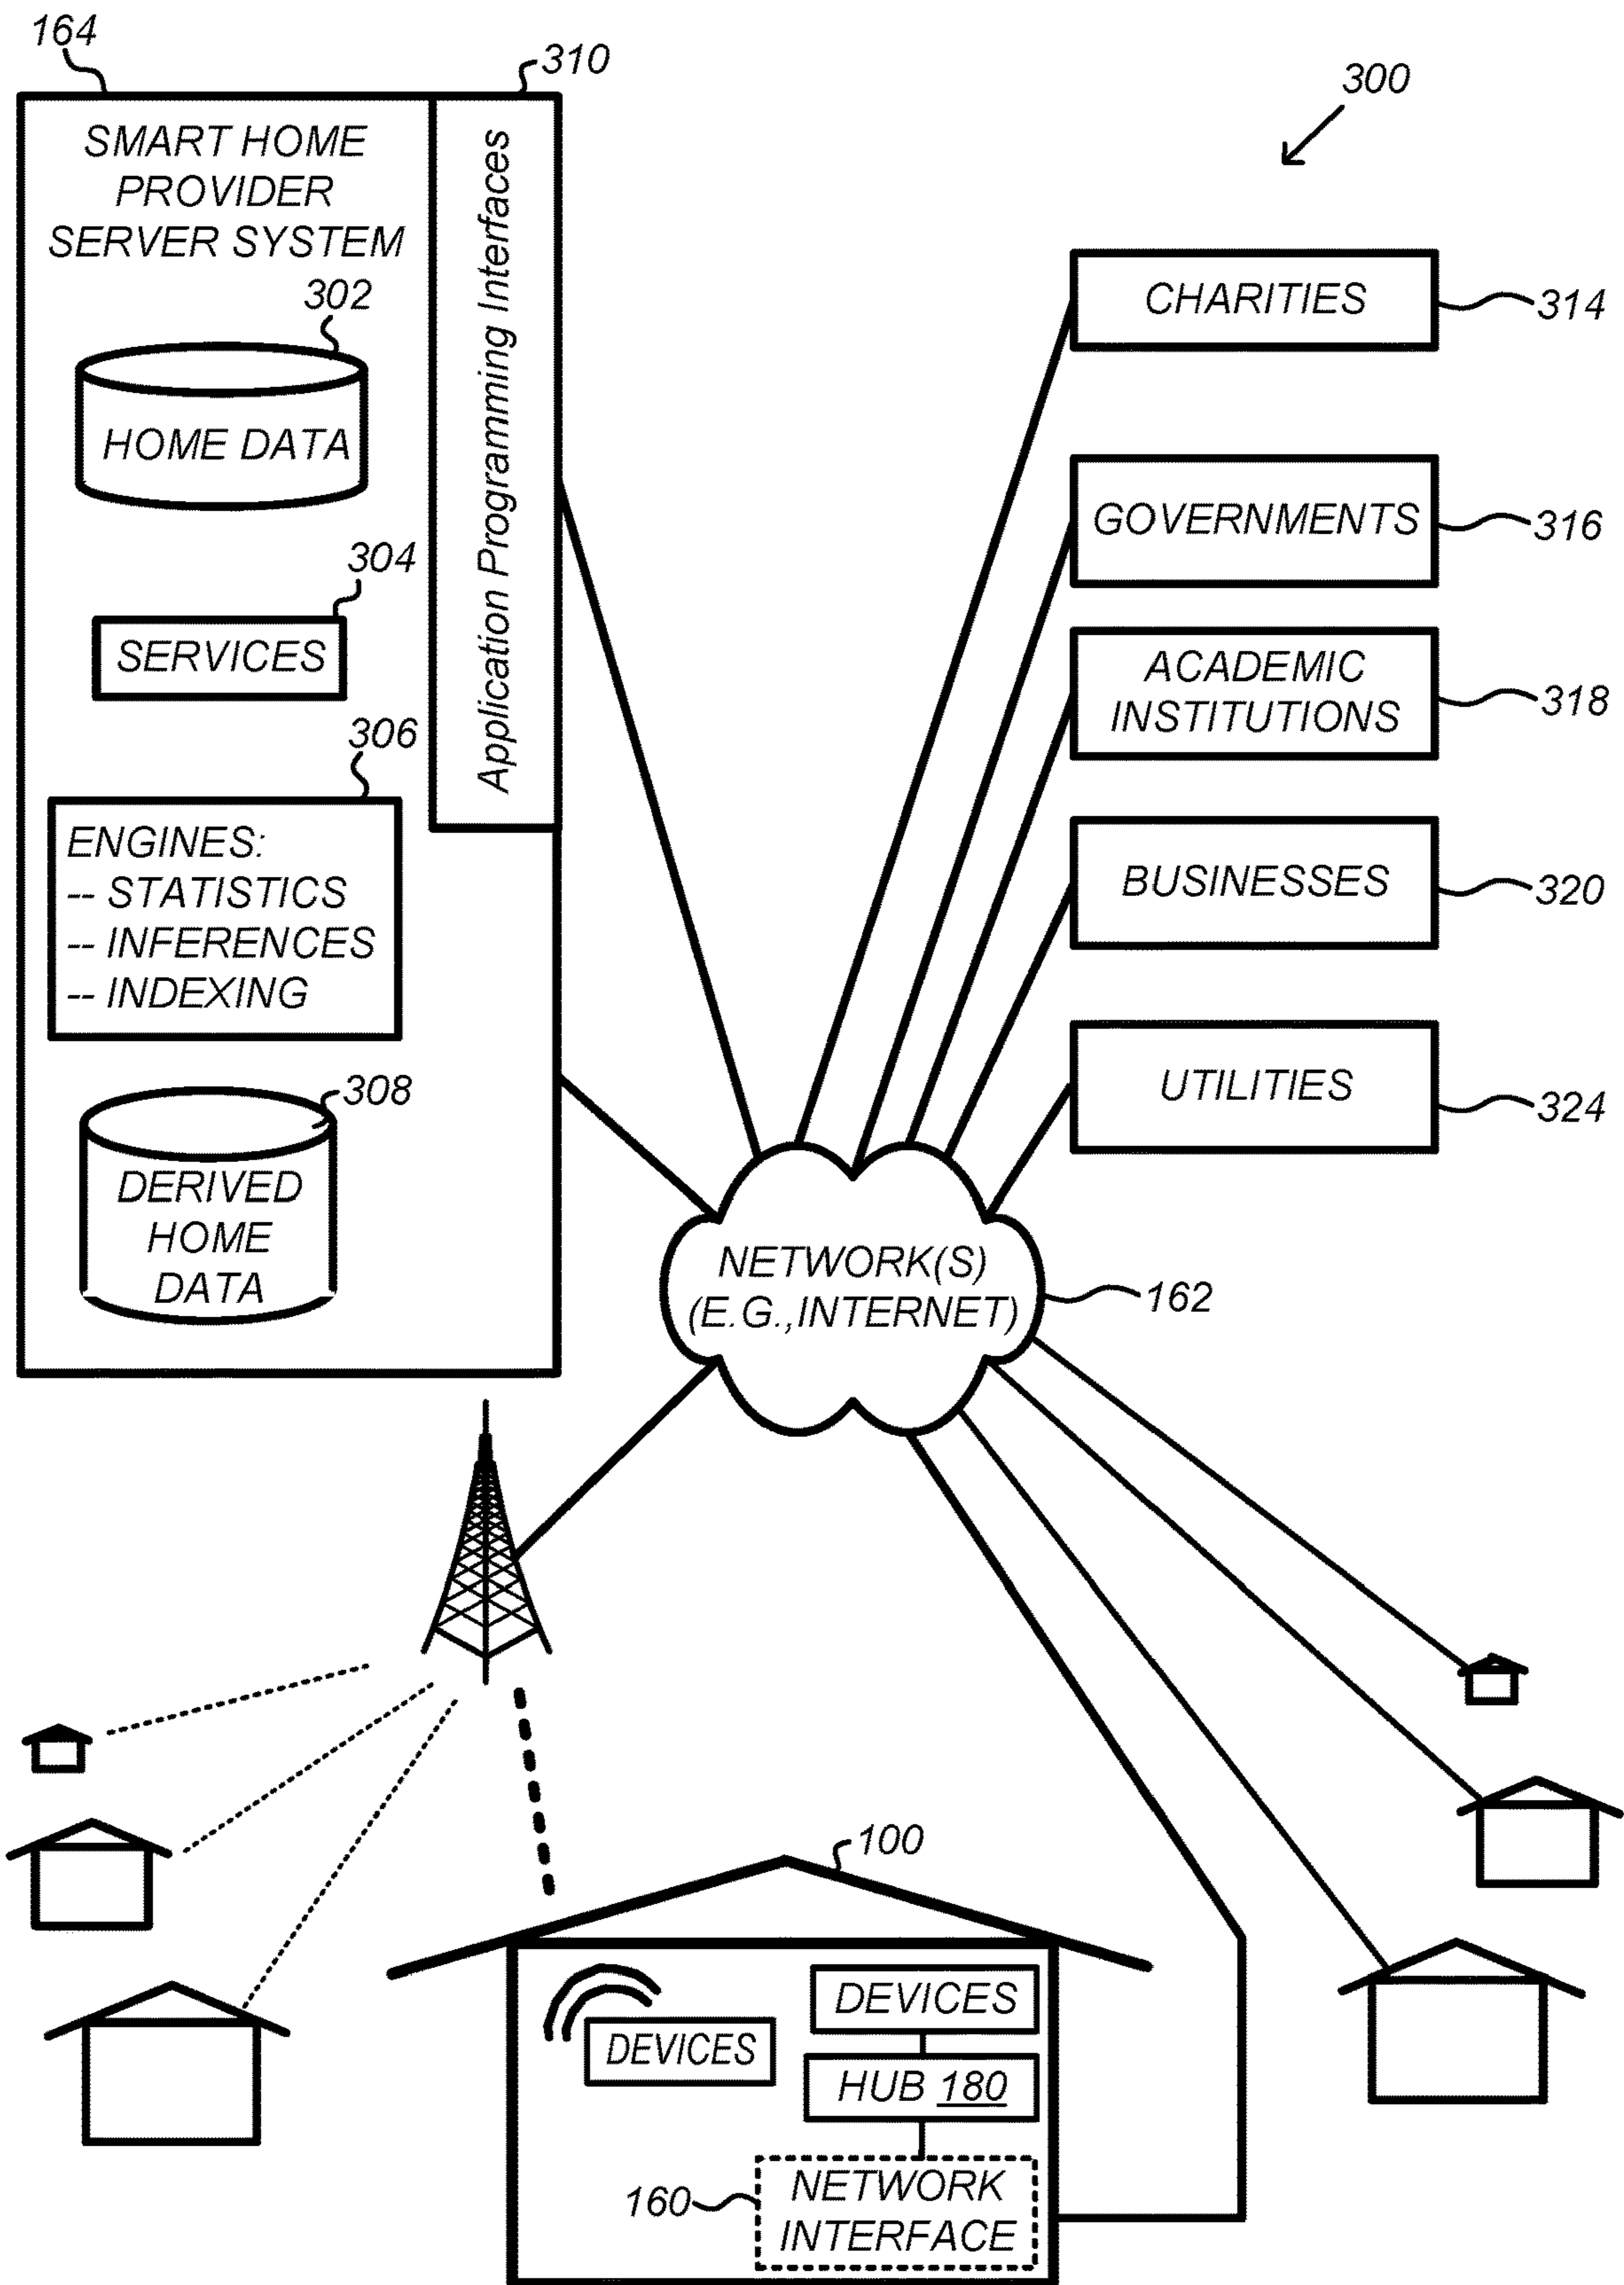 164
310
300
SMART HOME
PROVIDER
SERVER SYSTEM
Application Programming Interfaces
302
HOME DATA
304
SERVICES
306
ENGINES:
-- STATISTICS
-- INFERENCES
-- INDEXING
308
DERIVED
HOME
DATA
CHARITIES
314
GOVERNMENTS
316
ACADEMIC
INSTITUTIONS
318
BUSINESSES
320
UTILITIES
324
NETWORK(S)
(E.G.,INTERNET)
162
100
DEVICES
DEVICES
HUB 180
160
NETWORK
INTERFACE